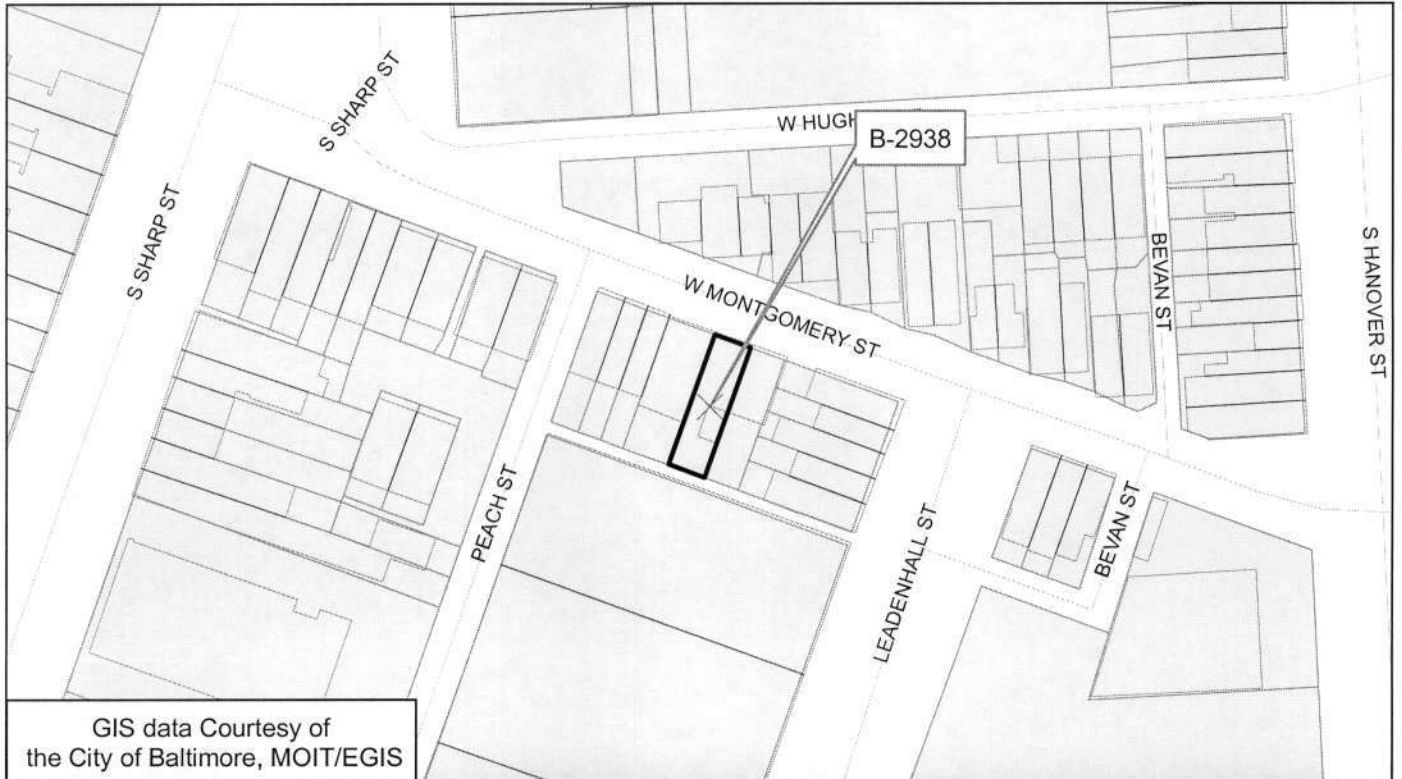 S SHARP ST
W HUGH
B-2938
S SHARP ST
BEVAN ST
S HANOVER ST
W MONTGOMERY ST
PEACH ST
LEADENHALL ST
BEVAN ST
GIS data Courtesy of
the City of Baltimore, MOIT/EGIS